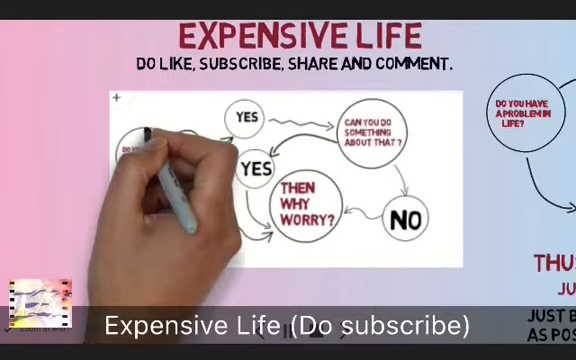 EXPENSIVE LIFE
DO LIKE, SUBSCRIBE, SHARE AND COMMENT.
YES
CAN YOU DO
SOMETHING
ABOUT THAT ?
YES
THEN
WHY
WORRY?
NO
DO YOU HAVE
A PROBLEM IN
LIFE?
THUS
JU
JUST B
AS POS
Expensive Life (Do subscribe)